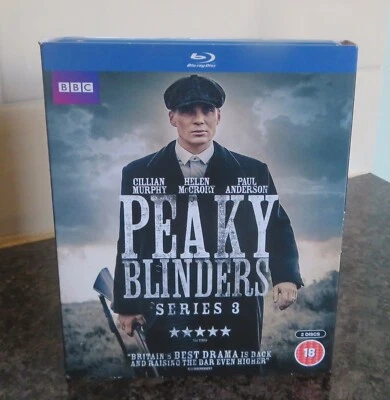 Blu-ray Disc
BBC
CILLIAN HELEN PAUL
MURPHY McCRORY ANDERSON
PEAKY
BLINDERS
SERIES 3
★★★★★
2 DISCS
18
"BRITAIN'S BEST DRAMA IS BACK
AND RAISING THE BAR EVEN HIGHER"